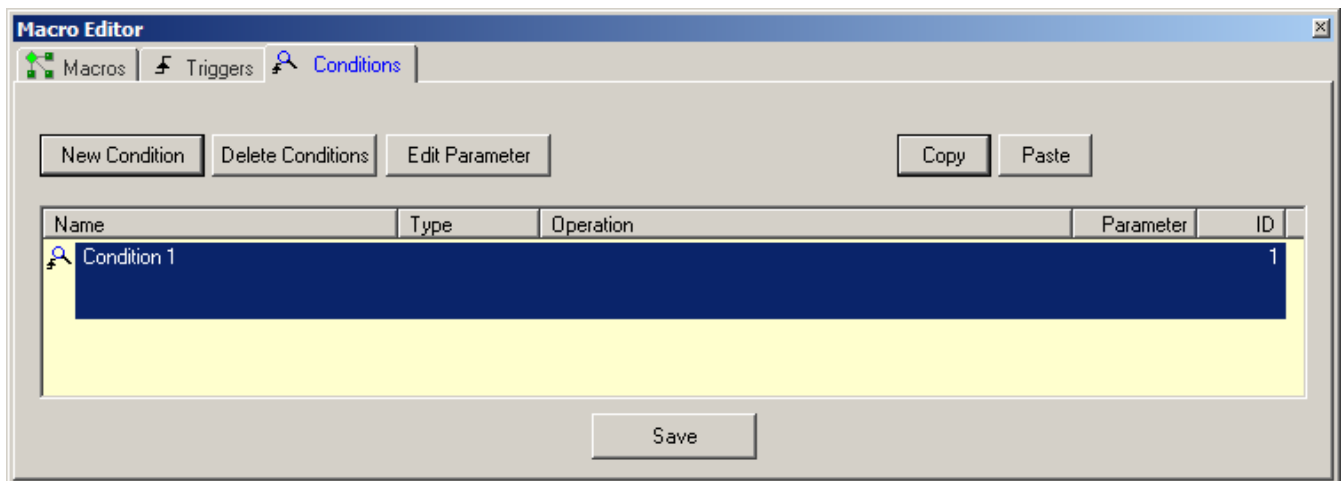 Macro Editor
Macros Triggers Conditions
New Condition Delete Conditions Edit Parameter Copy Paste
Name Type Operation Parameter ID
Condition 1 1
Save